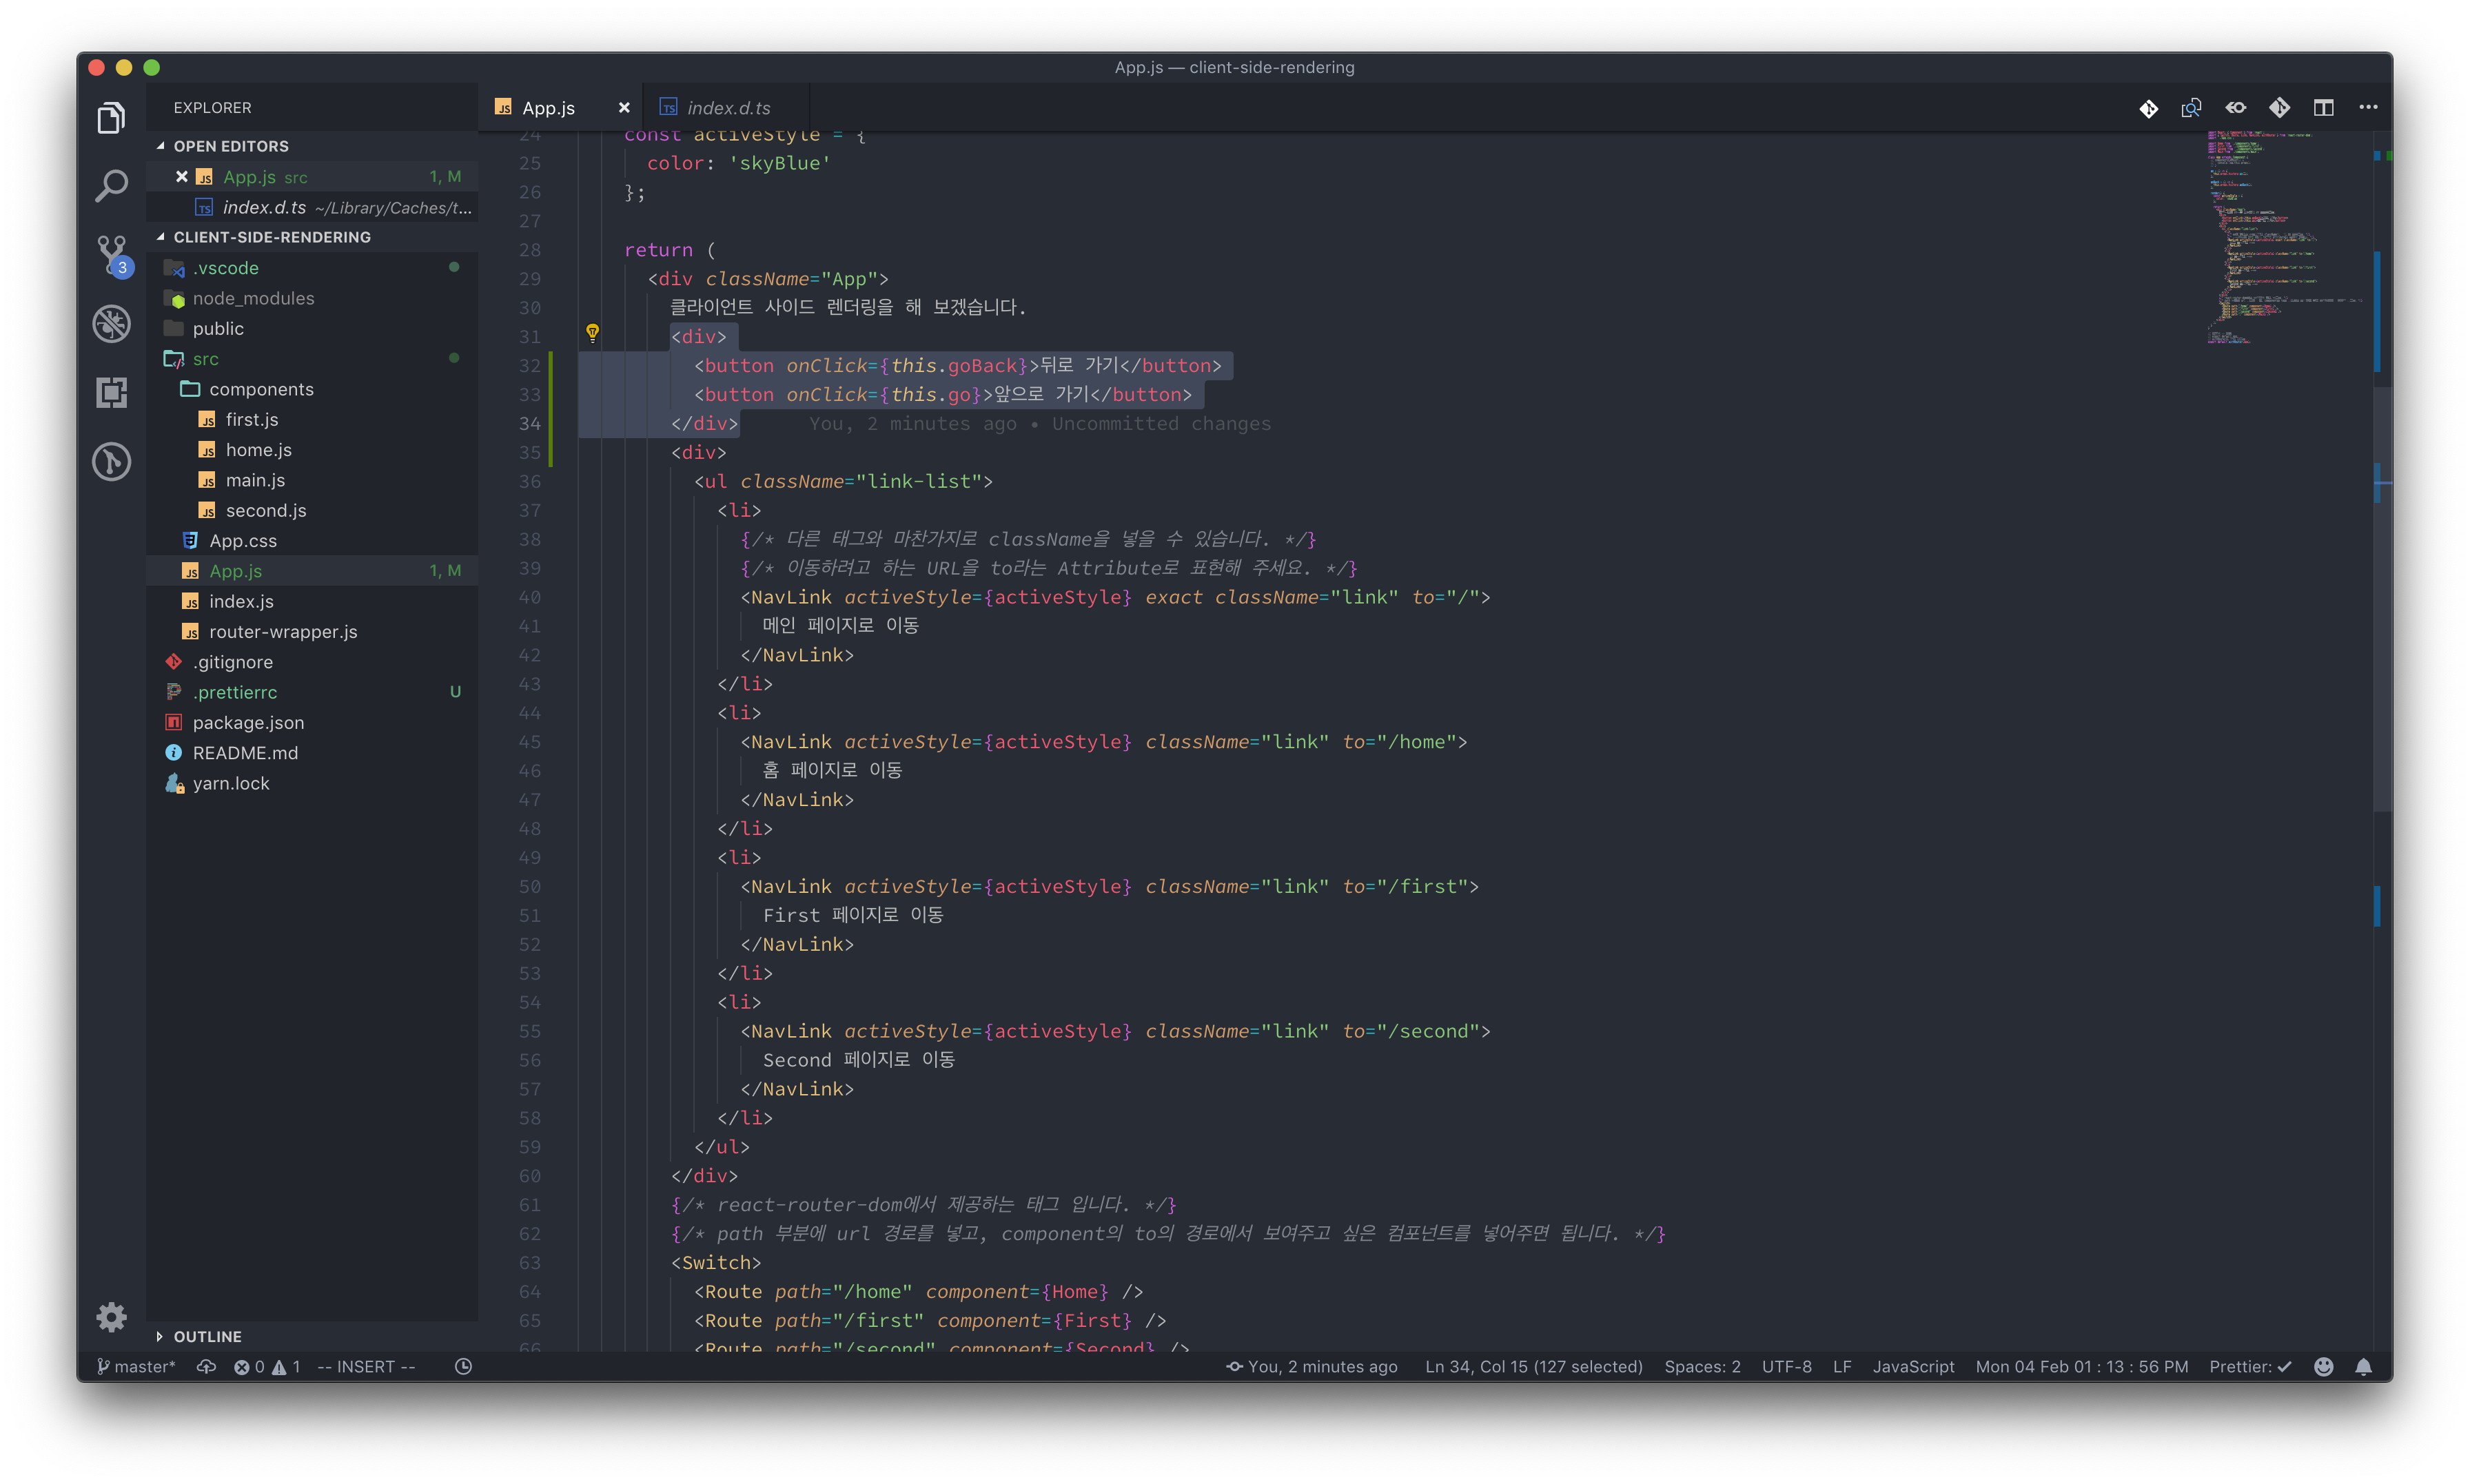 App.js — client-side-rendering
EXPLORER
OPEN EDITORS
App.js src 1, M
index.d.ts ~/Library/Caches/t...
CLIENT-SIDE-RENDERING
.vscode
node_modules
public
src
components
first.js
home.js
main.js
second.js
App.css
App.js 1, M
index.js
router-wrapper.js
.gitignore
.prettierrc U
package.json
README.md
yarn.lock
OUTLINE
3
App.js
index.d.ts
24 const activeStyle = {
25 color: 'skyBlue'
26 };
27
28 return (
29 <div className="App">
30 클라이언트 사이드 렌더링을 해 보겠습니다.
31 <div>
32 <button onClick={this.goBack}>뒤로 가기</button>
33 <button onClick={this.go}>앞으로 가기</button>
34 </div> You, 2 minutes ago • Uncommitted changes
35 <div>
36 <ul className="link-list">
37 <li>
38 {/* 다른 태그와 마찬가지로 className을 넣을 수 있습니다. */}
39 {/* 이동하려고 하는 URL을 to라는 Attribute로 표현해 주세요. */}
40 <NavLink activeStyle={activeStyle} exact className="link" to="/">
41 메인 페이지로 이동
42 </NavLink>
43 </li>
44 <li>
45 <NavLink activeStyle={activeStyle} className="link" to="/home">
46 홈 페이지로 이동
47 </NavLink>
48 </li>
49 <li>
50 <NavLink activeStyle={activeStyle} className="link" to="/first">
51 First 페이지로 이동
52 </NavLink>
53 </li>
54 <li>
55 <NavLink activeStyle={activeStyle} className="link" to="/second">
56 Second 페이지로 이동
57 </NavLink>
58 </li>
59 </ul>
60 </div>
61 {/* react-router-dom에서 제공하는 태그 입니다. */}
62 {/* path 부분에 url 경로를 넣고, component의 to의 경로에서 보여주고 싶은 컴포넌트를 넣어주면 됩니다. */}
63 <Switch>
64 <Route path="/home" component={Home} />
65 <Route path="/first" component={First} />
66 <Route path="/second" component={Second} />
master* 0 1 -- INSERT -- You, 2 minutes ago Ln 34, Col 15 (127 selected) Spaces: 2 UTF-8 LF JavaScript Mon 04 Feb 01 : 13 : 56 PM Prettier: ✓